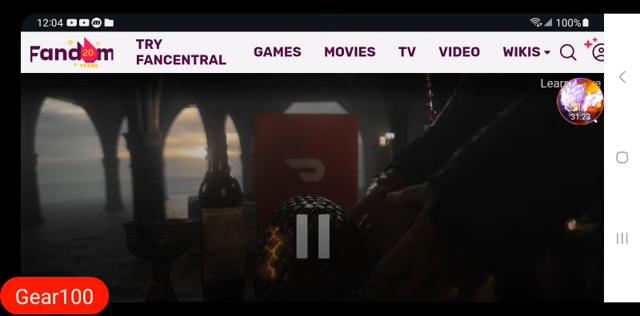 12:04
100%
Fandom
20
YEARS
TRY
FANCENTRAL
GAMES
MOVIES
TV
VIDEO
WIKIS
31:23
Gear100